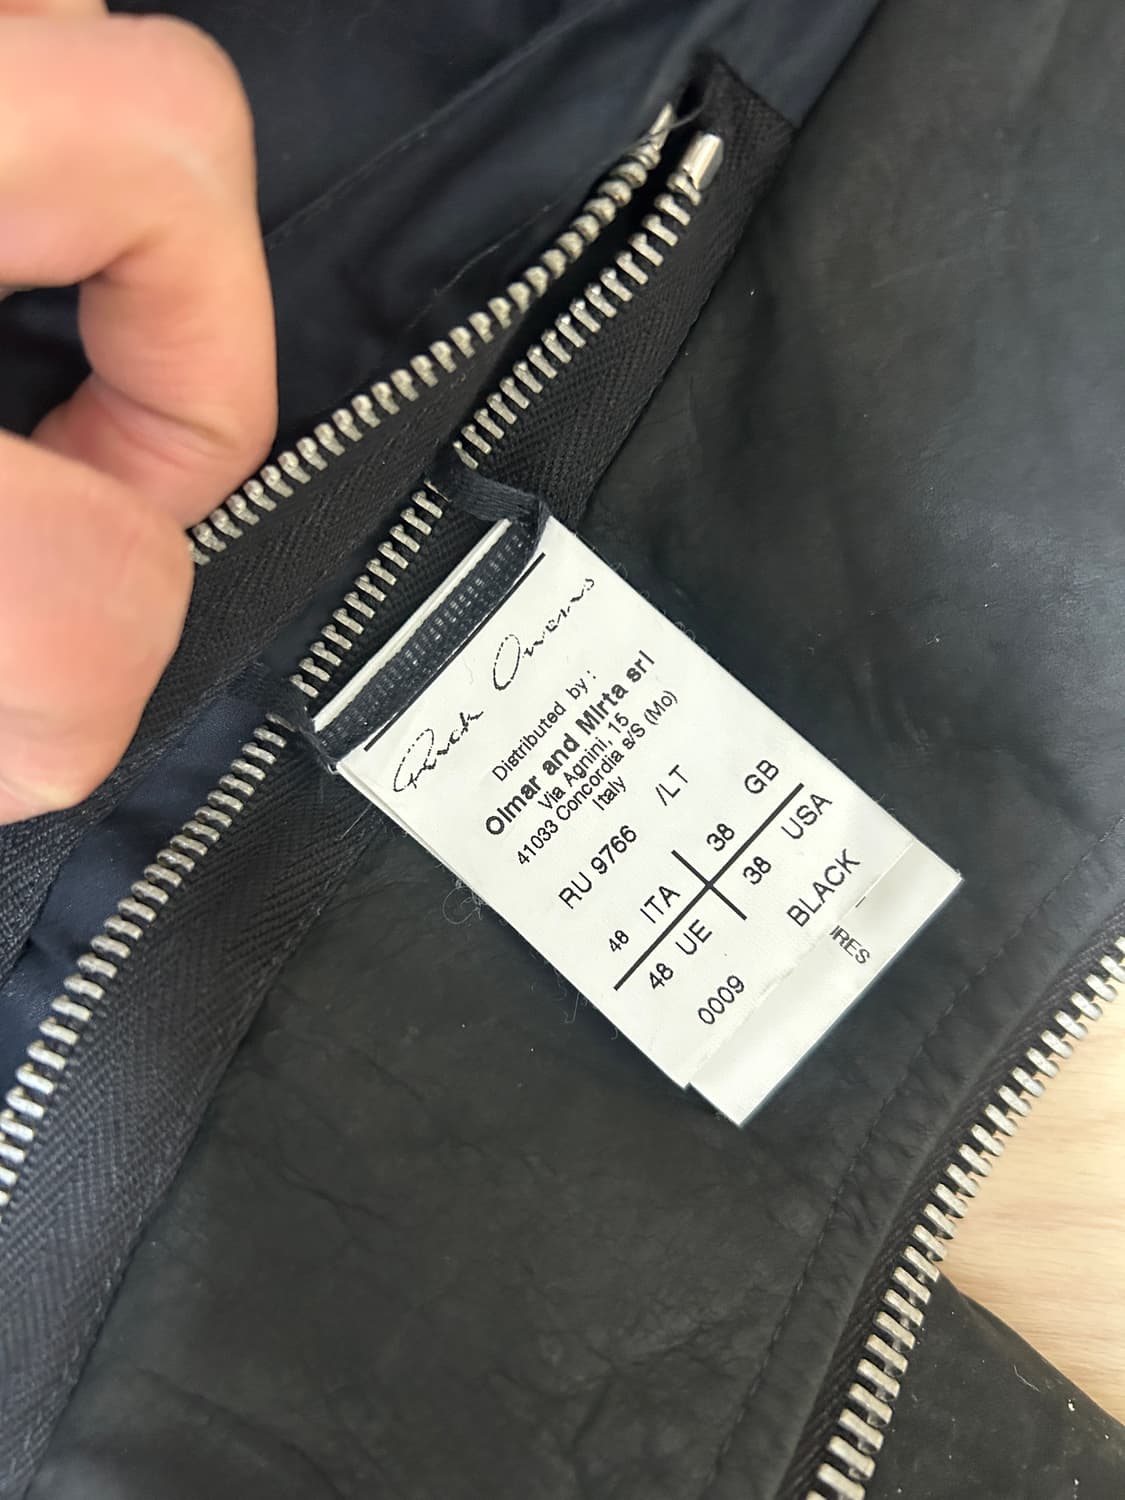 Rick Owens
Distributed by :
Olmar and Mirta srl
Via Agnini, 15
41033 Concordia s/S (Mo)
Italy
RU 9766 /LT
48 ITA 38 GB
48 UE 38 USA
0009 BLACK